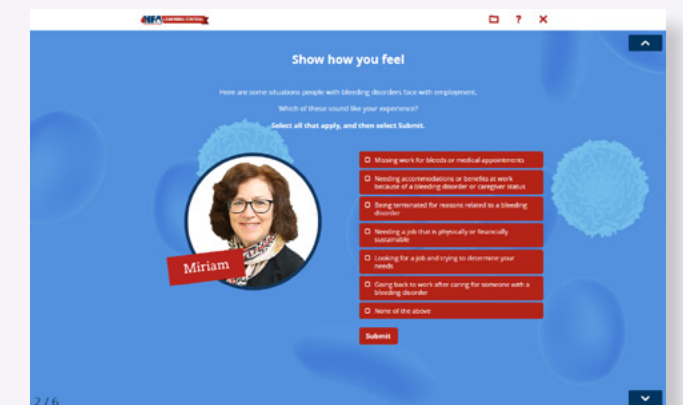 HFA LEARNING CENTRAL
?
Show how you feel
Here are some situations people with bleeding disorders face with employment.
Which of these sound like your experience?
Select all that apply, and then select Submit.
Miriam
Missing work for bleeds or medical appointments
Needing accommodations or benefits at work
because of a bleeding disorder or caregiver status
Being terminated for reasons related to a bleeding
disorder
Needing a job that is physically or financially
sustainable
Looking for a job and trying to determine your
needs
Going back to work after caring for someone with a
bleeding disorder
None of the above
Submit
2 / 6